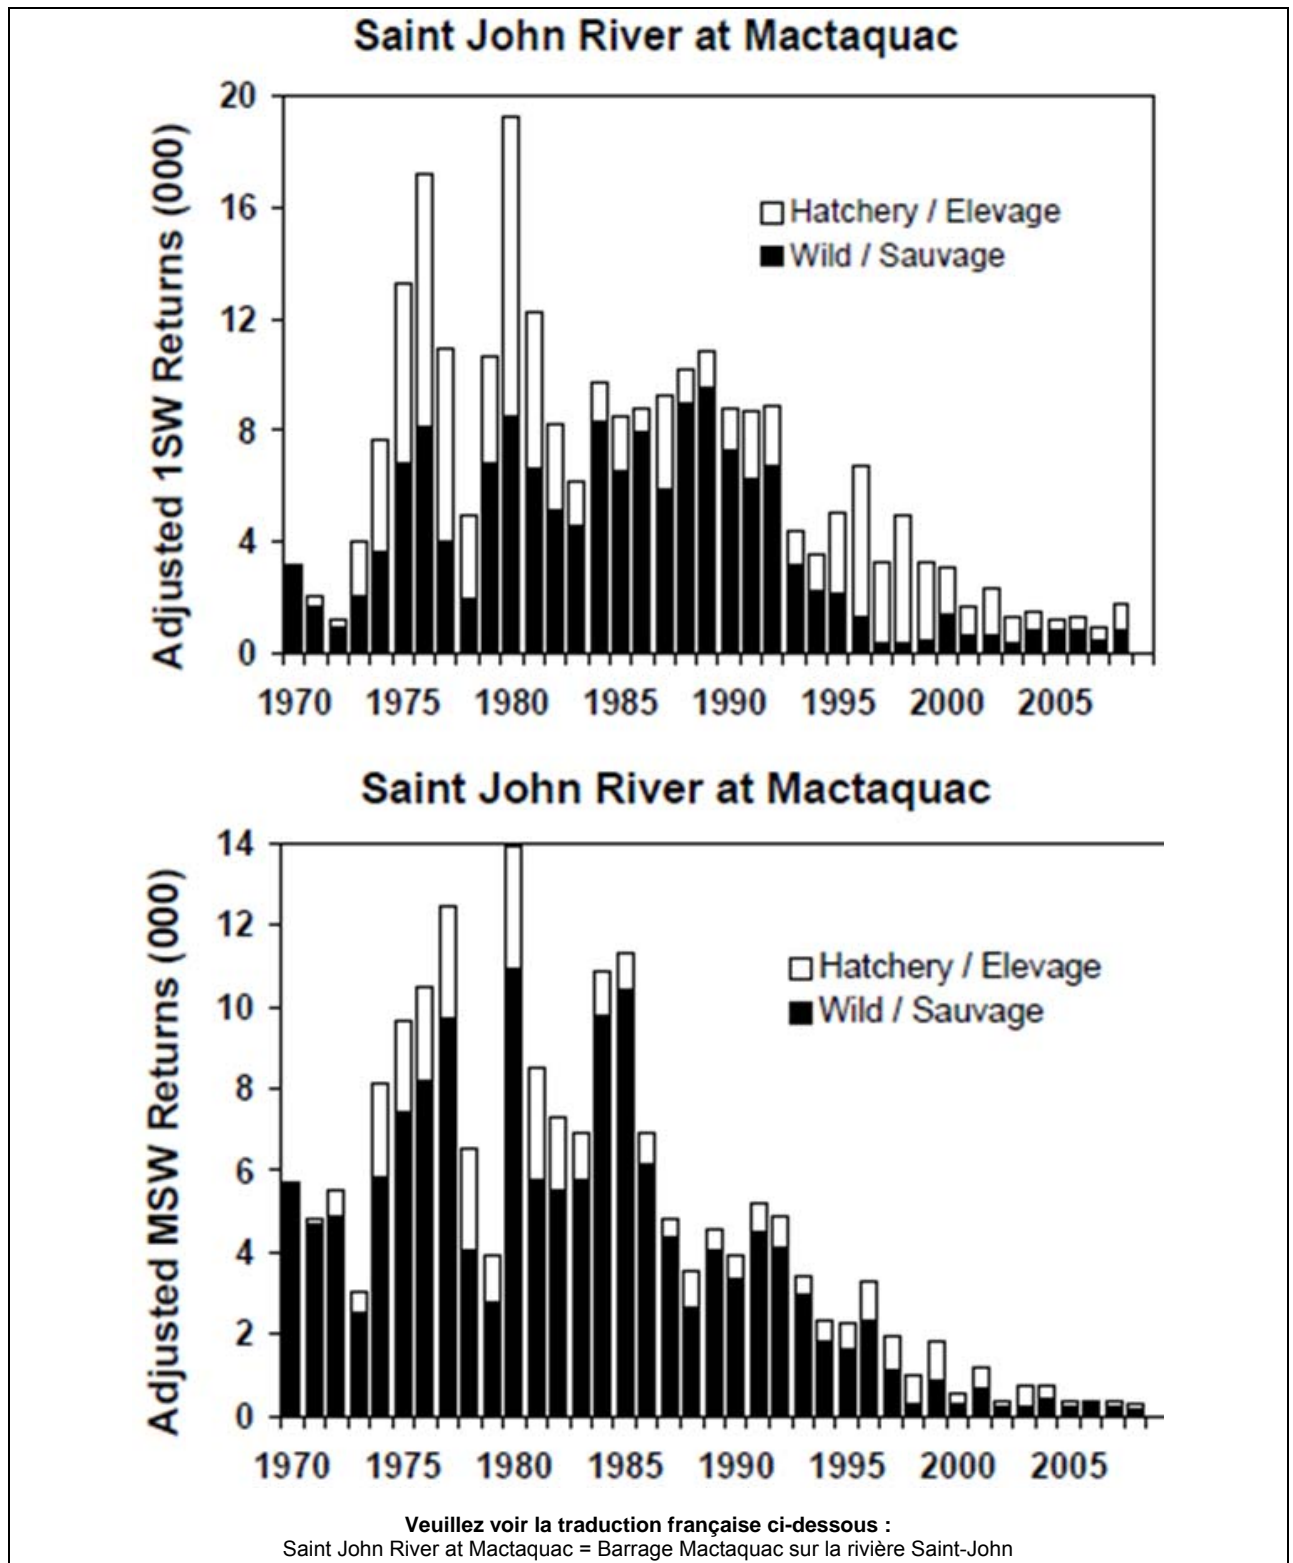 Saint John River at Mactaquac
Adjusted 1SW Returns (000)
20
16
12
8
4
0
Hatchery / Elevage
Wild / Sauvage
1970 1975 1980 1985 1990 1995 2000 2005
Saint John River at Mactaquac
Adjusted MSW Returns (000)
14
12
10
8
6
4
2
0
Hatchery / Elevage
Wild / Sauvage
1970 1975 1980 1985 1990 1995 2000 2005
Veuillez voir la traduction française ci-dessous :
Saint John River at Mactaquac = Barrage Mactaquac sur la rivière Saint-John